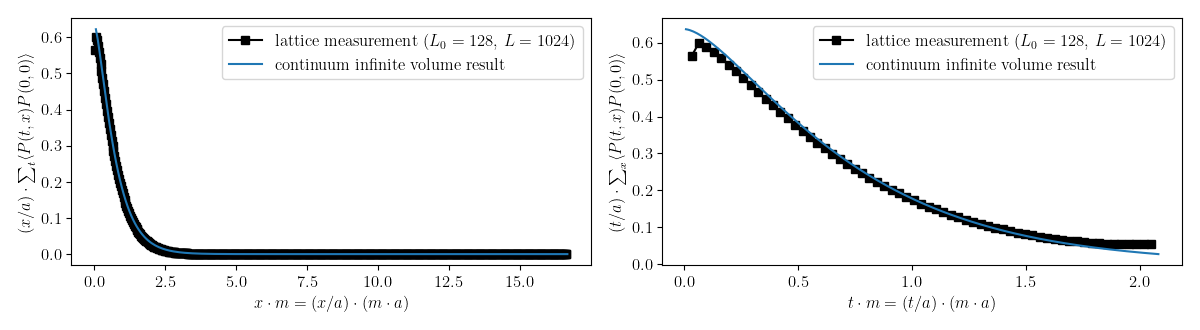 lattice measurement (L₀ = 128, L = 1024)
continuum infinite volume result
(x/a) · ∑ₜ⟨P(t, x)P(0, 0)⟩
0.6
0.5
0.4
0.3
0.2
0.1
0.0
0.0 2.5 5.0 7.5 10.0 12.5 15.0
x · m = (x/a) · (m · a)
lattice measurement (L₀ = 128, L = 1024)
continuum infinite volume result
(t/a) · ∑ₓ⟨P(t, x)P(0, 0)⟩
0.6
0.5
0.4
0.3
0.2
0.1
0.0
0.0 0.5 1.0 1.5 2.0
t · m = (t/a) · (m · a)